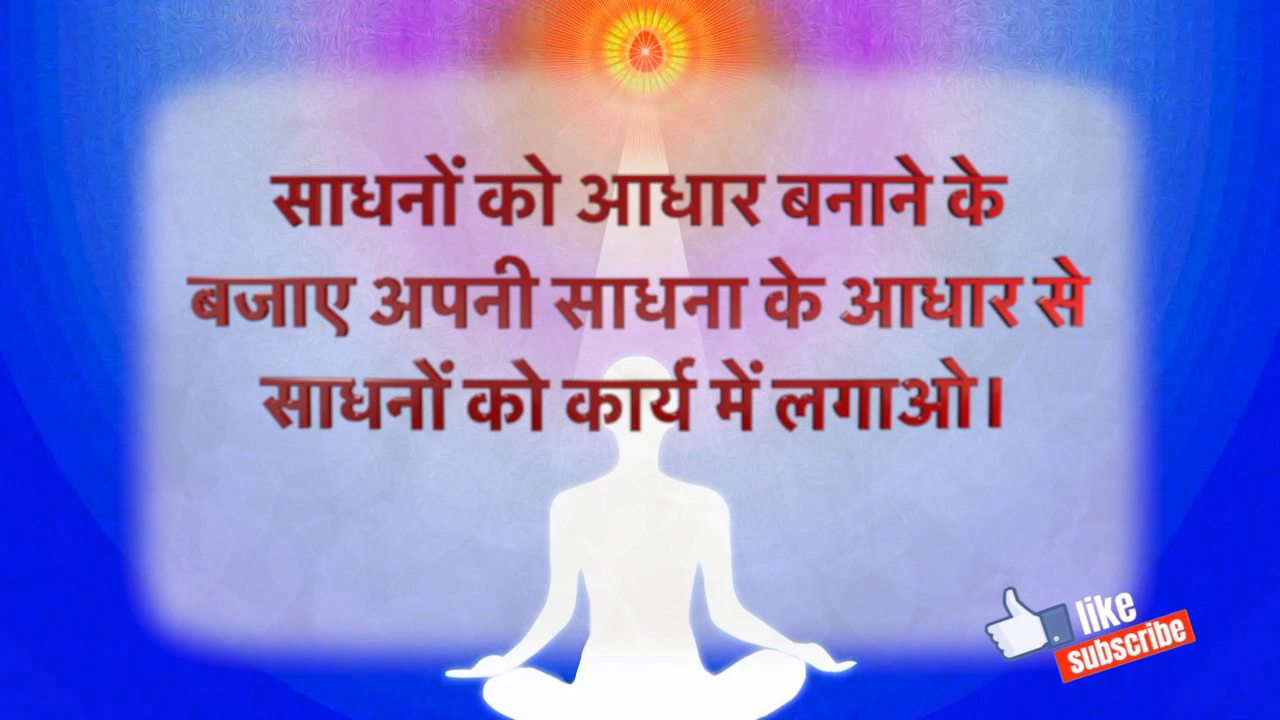 साधनों को आधार बनाने के
बजाए अपनी साधना के आधार से
साधनों को कार्य में लगाओ।
like
subscribe